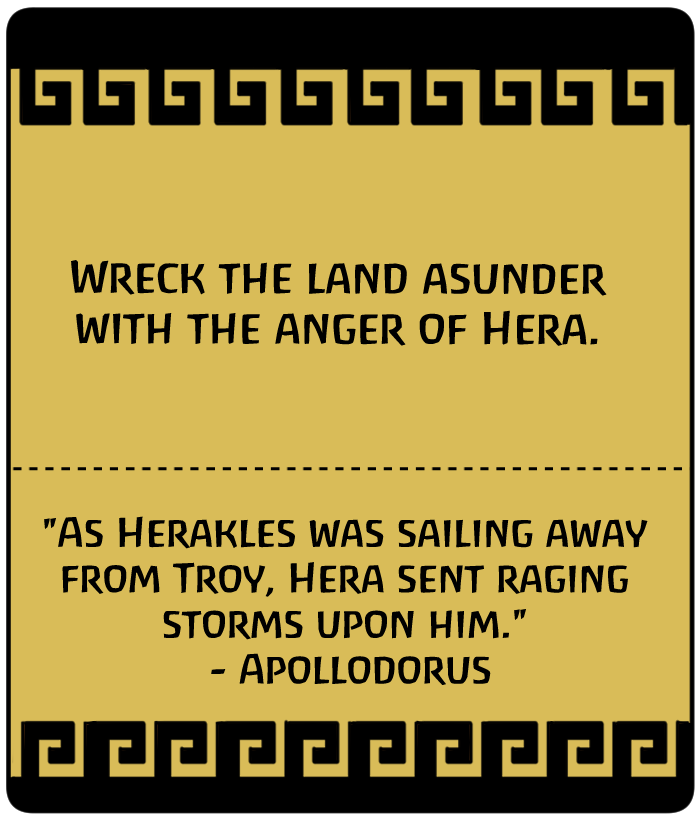 Wreck the land asunder
with the anger of Hera.
"As Herakles was sailing away
from Troy, Hera sent raging
storms upon him."
- Apollodorus